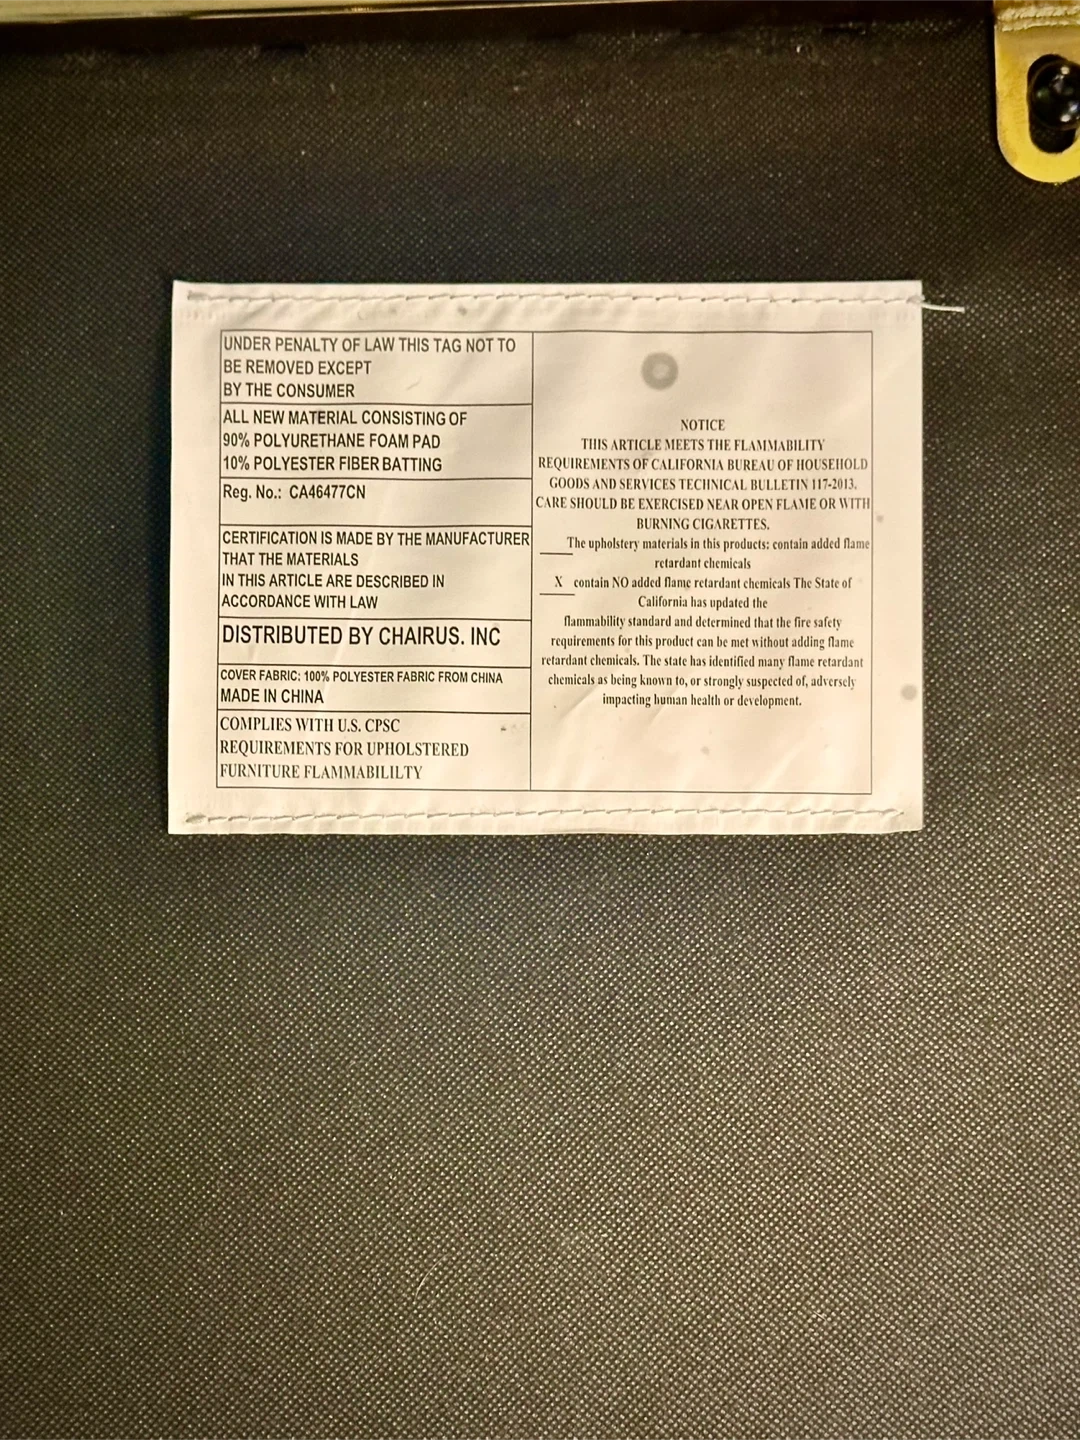 UNDER PENALTY OF LAW THIS TAG NOT TO
BE REMOVED EXCEPT
BY THE CONSUMER
ALL NEW MATERIAL CONSISTING OF
90% POLYURETHANE FOAM PAD
10% POLYESTER FIBER BATTING
Reg. No.: CA46477CN
CERTIFICATION IS MADE BY THE MANUFACTURER
THAT THE MATERIALS
IN THIS ARTICLE ARE DESCRIBED IN
ACCORDANCE WITH LAW
DISTRIBUTED BY CHAIRUS. INC
COVER FABRIC: 100% POLYESTER FABRIC FROM CHINA
MADE IN CHINA
COMPLIES WITH U.S. CPSC
REQUIREMENTS FOR UPHOLSTERED
FURNITURE FLAMMABILILTY
NOTICE
THIS ARTICLE MEETS THE FLAMMABILITY
REQUIREMENTS OF CALIFORNIA BUREAU OF HOUSEHOLD
GOODS AND SERVICES TECHNICAL BULLETIN 117-2013.
CARE SHOULD BE EXERCISED NEAR OPEN FLAME OR WITH
BURNING CIGARETTES.
The upholstery materials in this products: contain added flame
retardant chemicals
X contain NO added flame retardant chemicals The State of
California has updated the
flammability standard and determined that the fire safety
requirements for this product can be met without adding flame
retardant chemicals. The state has identified many flame retardant
chemicals as being known to, or strongly suspected of, adversely
impacting human health or development.